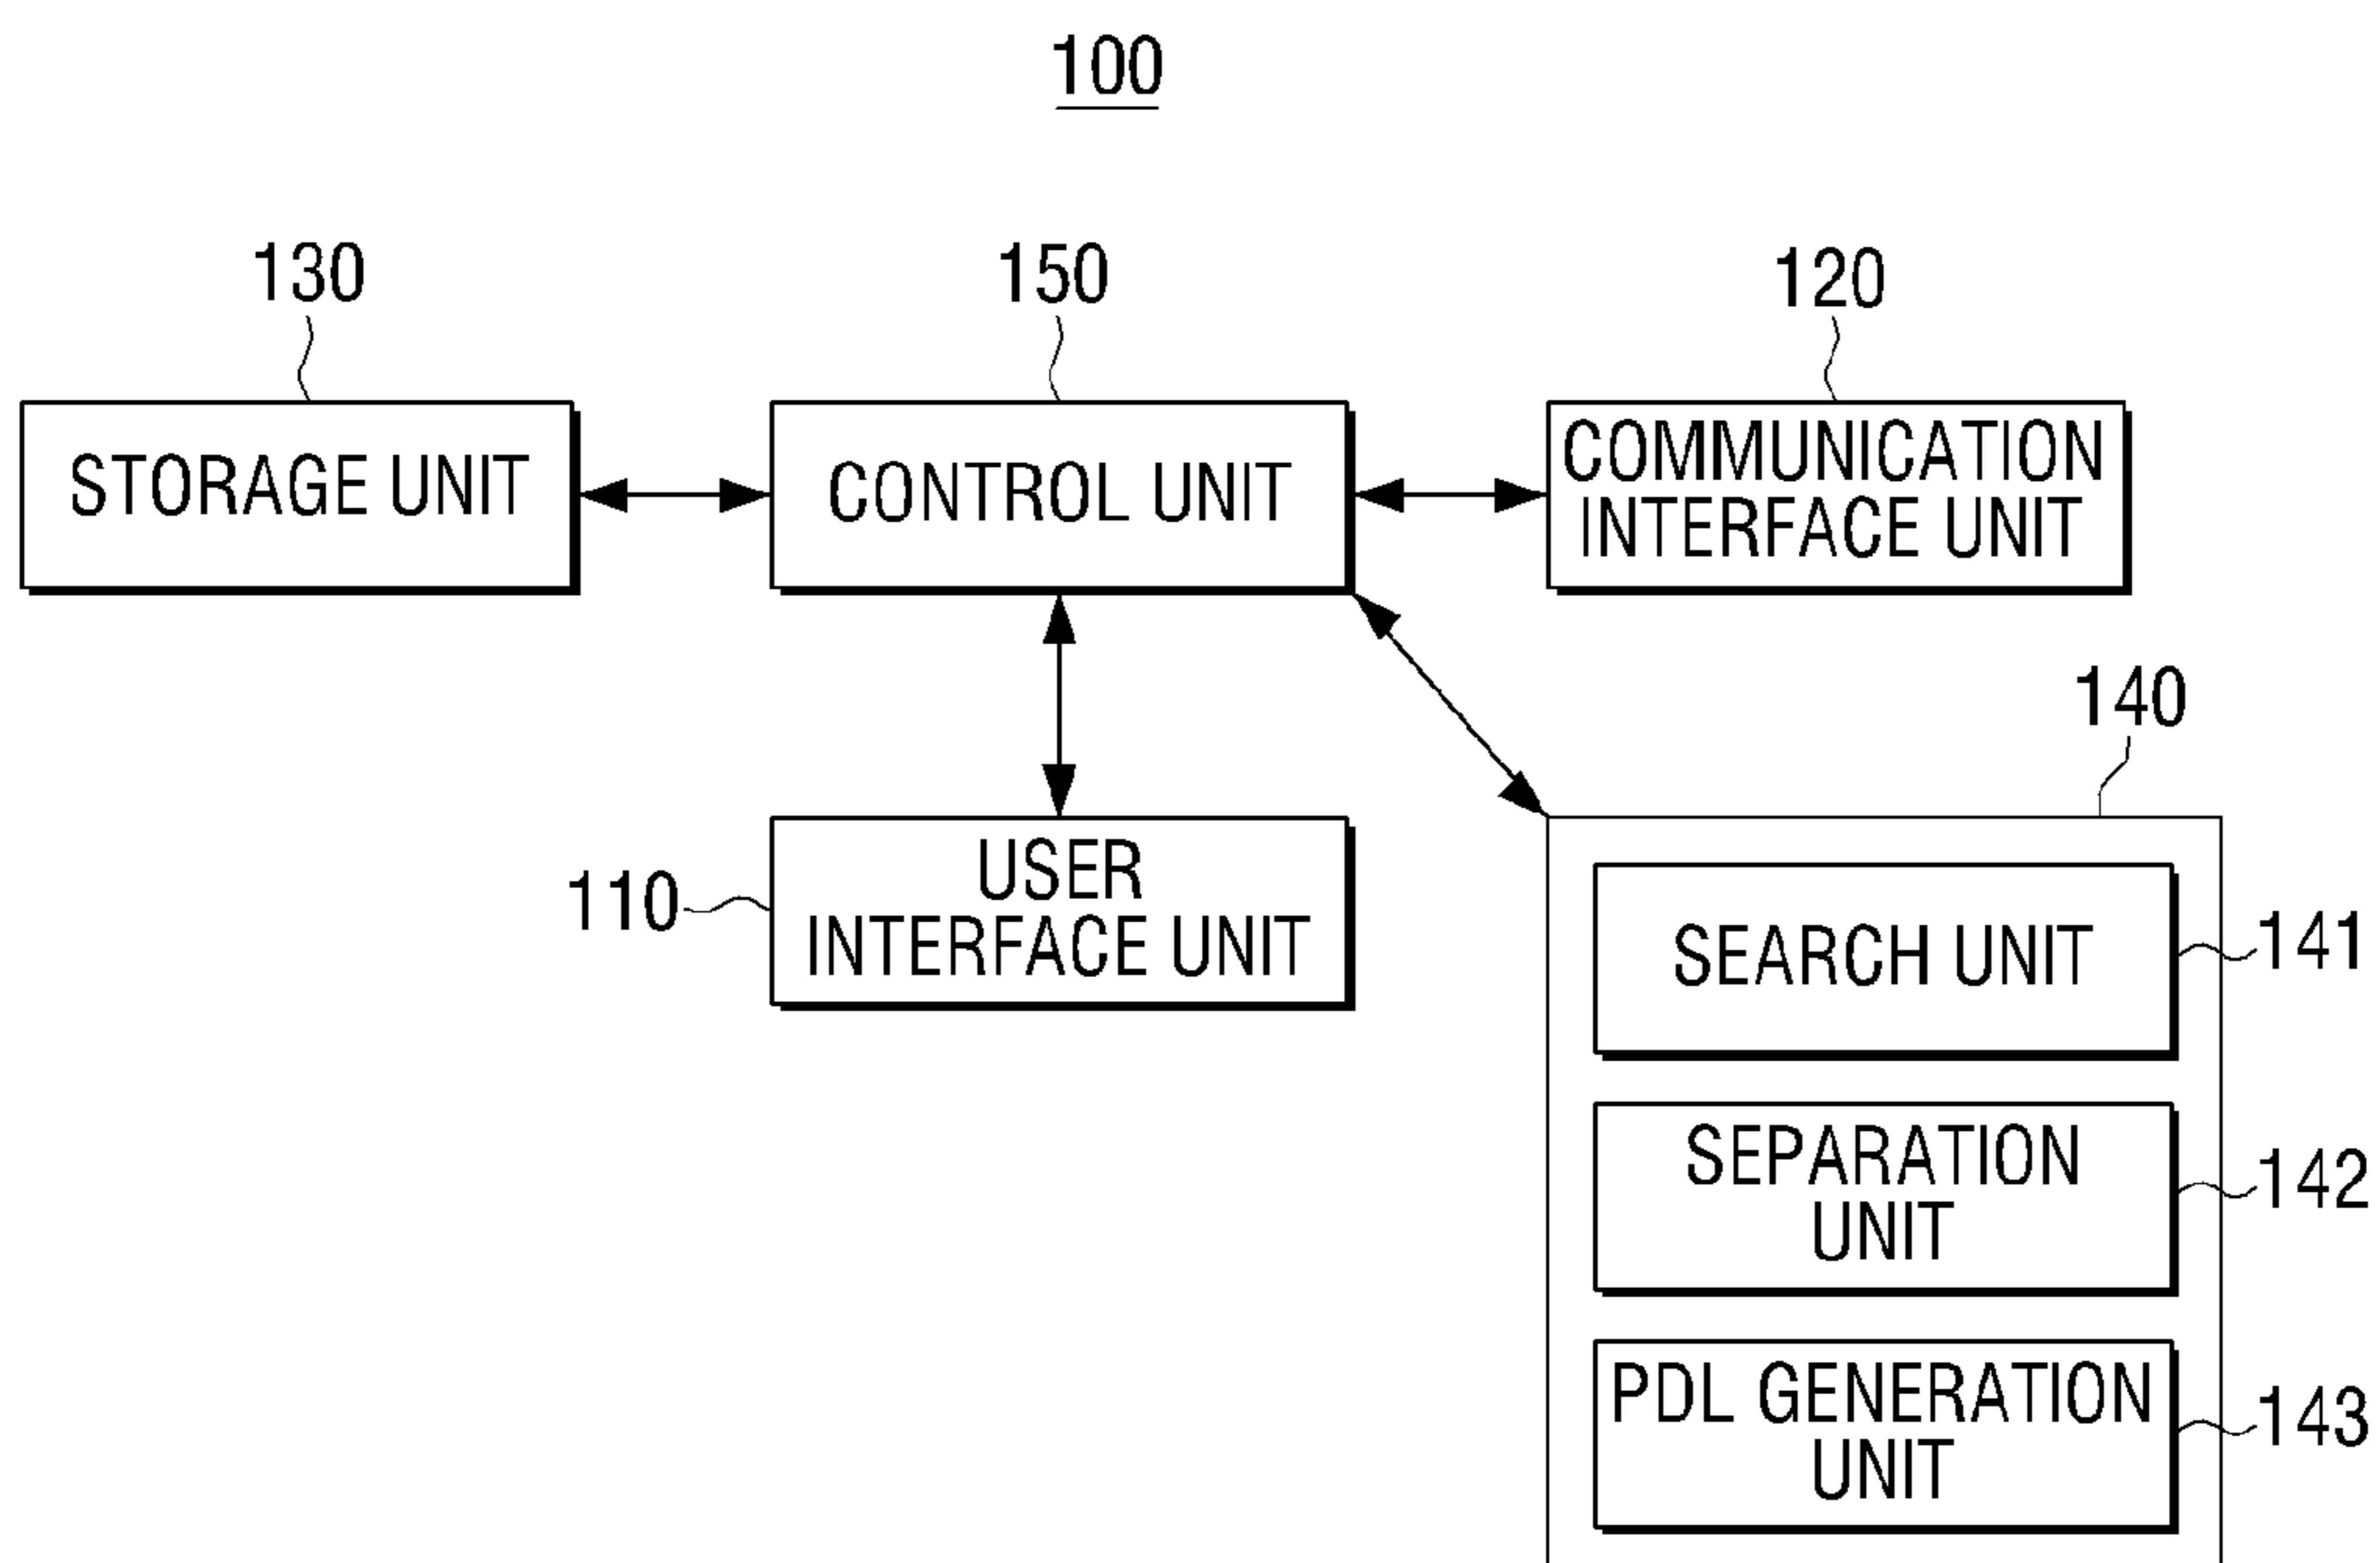 100
130
150
120
STORAGE UNIT
CONTROL UNIT
COMMUNICATION
INTERFACE UNIT
140
110
USER
INTERFACE UNIT
SEARCH UNIT
141
SEPARATION
UNIT
142
PDL GENERATION
UNIT
143